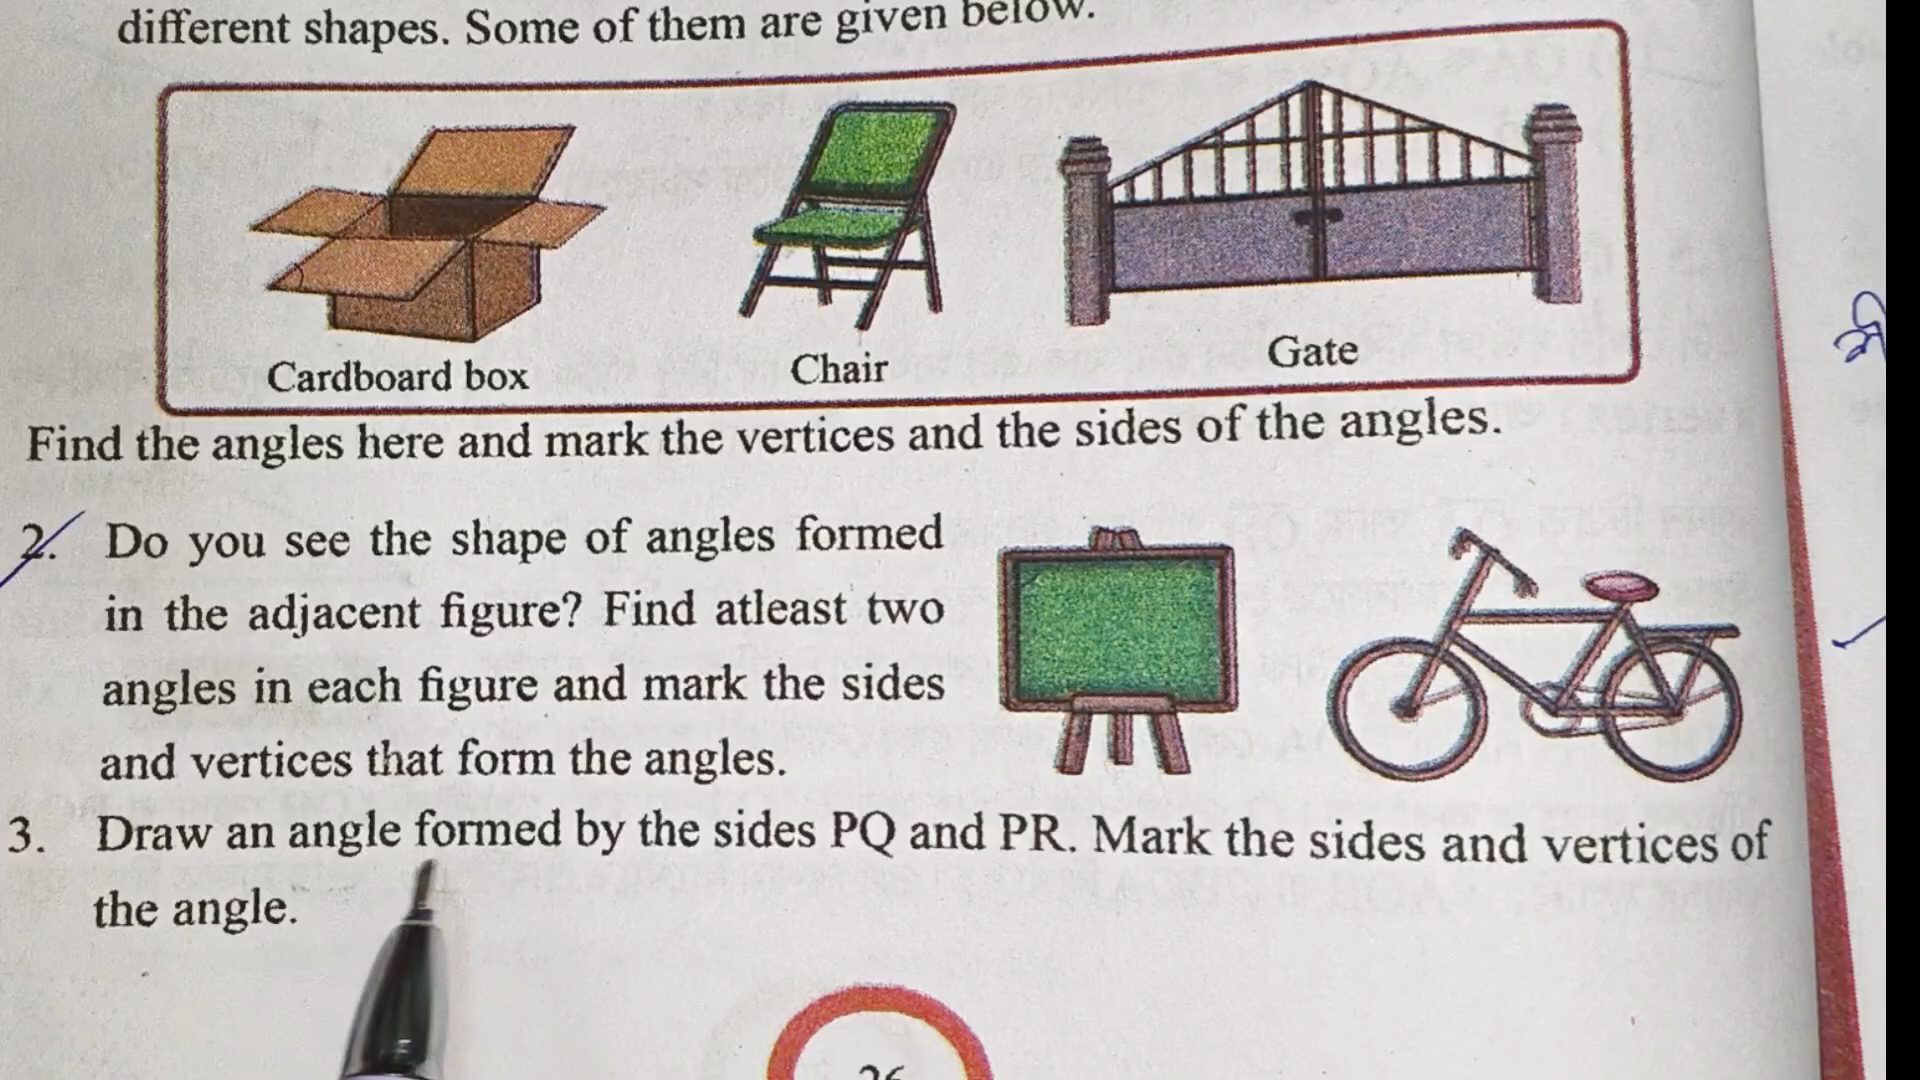 different shapes. Some of them are given below.
Cardboard box
Chair
Gate
Find the angles here and mark the vertices and the sides of the angles.
2. Do you see the shape of angles formed
in the adjacent figure? Find atleast two
angles in each figure and mark the sides
and vertices that form the angles.
3. Draw an angle formed by the sides PQ and PR. Mark the sides and vertices of
the angle.
26